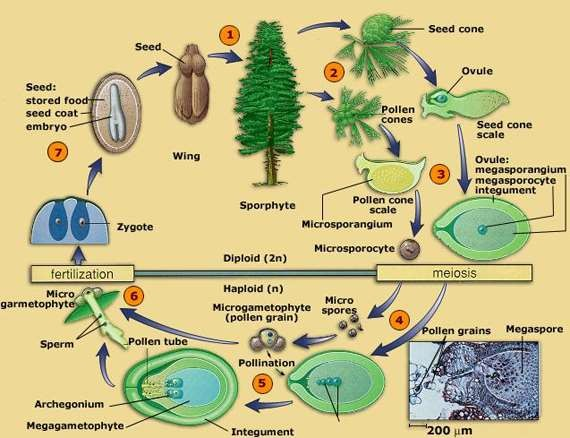 1
Seed
Wing
Seed:
stored food
seed coat
embryo
7
Sporphyte
2
Seed cone
Ovule
Pollen
cones
Seed cone
scale
3
Pollen cone
scale
Microsporangium
Microsporocyte
Ovule:
megasporangium
megasporocyte
integument
Zygote
Diploid (2n)
fertilization
meiosis
Haploid (n)
Micro
garmetophyte
6
Sperm
Microgametophy
(pollen grain)
Micro
spores
4
Pollination
5
Pollen tube
Archegonium
Megagametophyte
Integument
Pollen grains
Megaspore
200 µm